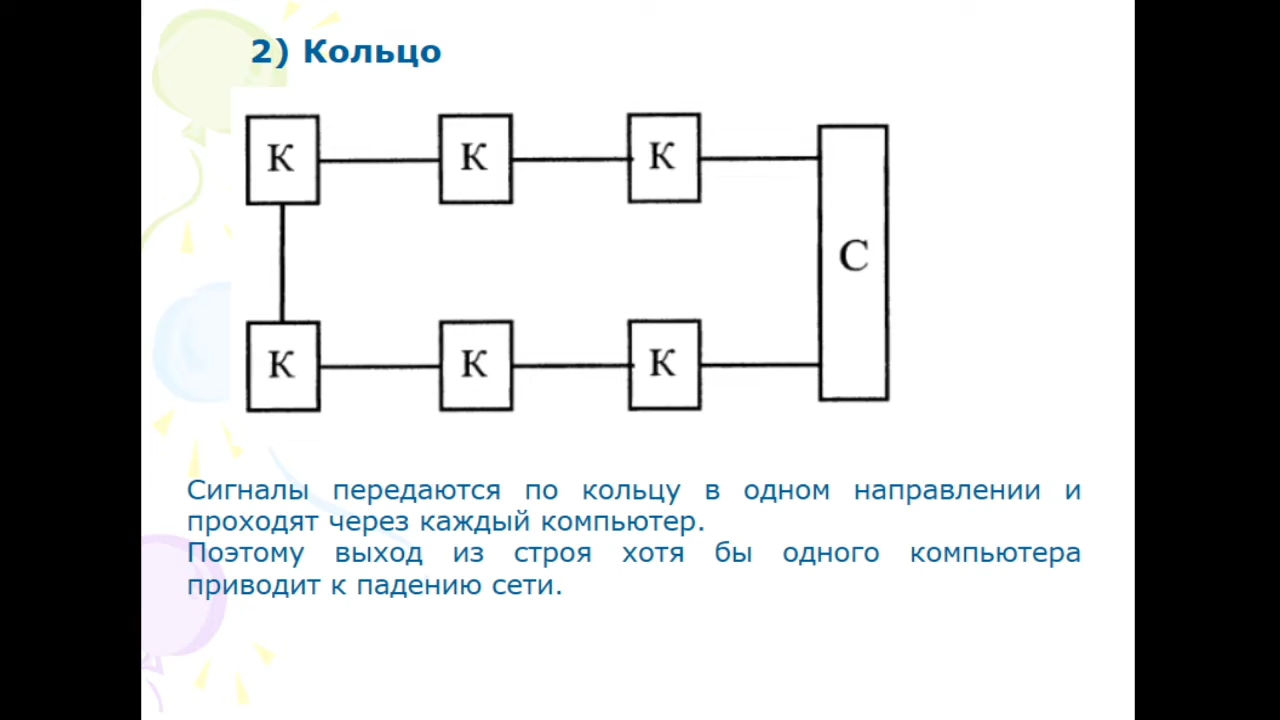 2) Кольцо
К К К
С
К К К
Сигналы передаются по кольцу в одном направлении и
проходят через каждый компьютер.
Поэтому выход из строя хотя бы одного компьютера
приводит к падению сети.